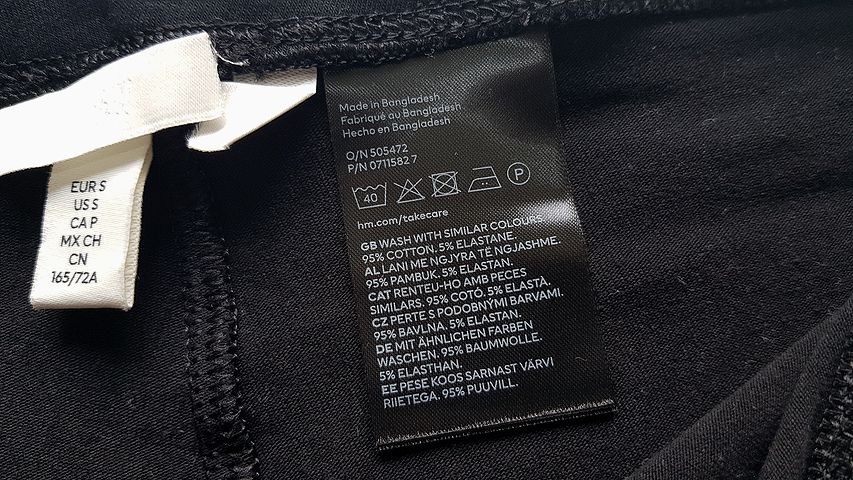 EUR S
US S
CA P
MX CH
CN
165/72A
Made in Bangladesh
Fabriqué au Bangladesh
Hecho en Bangladesh
O/N 505472
P/N 0711582 7
40
P
hm.com/takecare
GB WASH WITH SIMILAR COLOURS.
95% COTTON. 5% ELASTANE.
AL LANI ME NGJYRA TË NGJASHME.
95% PAMBUK. 5% ELASTAN.
CAT RENTEU-HO AMB PECES
SIMILARS. 95% COTÓ. 5% ELASTÀ.
CZ PERTE S PODOBNÝMI BARVAMI.
95% BAVLNA. 5% ELASTAN.
DE MIT ÄHNLICHEN FARBEN
WASCHEN. 95% BAUMWOLLE.
5% ELASTHAN.
EE PESE KOOS SARNAST VÄRVI
RIIETEGA. 95% PUUVILL.